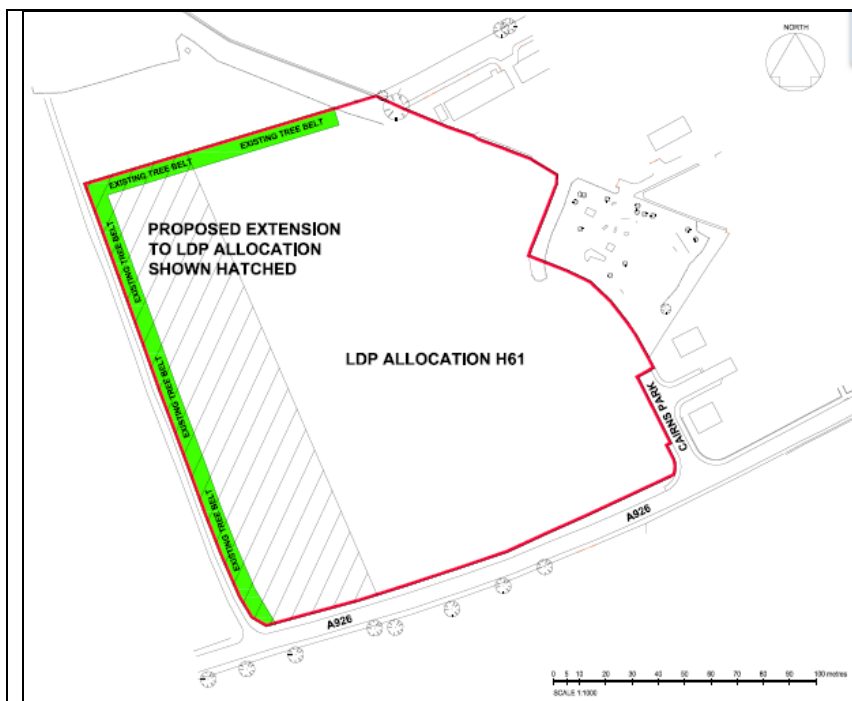 NORTH
EXISTING TREE BELT
EXISTING TREE BELT
PROPOSED EXTENSION
TO LDP ALLOCATION
SHOWN HATCHED
EXISTING TREE BELT
LDP ALLOCATION H61
EXISTING TREE BELT
CAIRNS PARK
EXISTING TREE BELT
A926
A926
0 5 10 20 30 40 50 60 70 80 90 100 metres
SCALE 1:1000